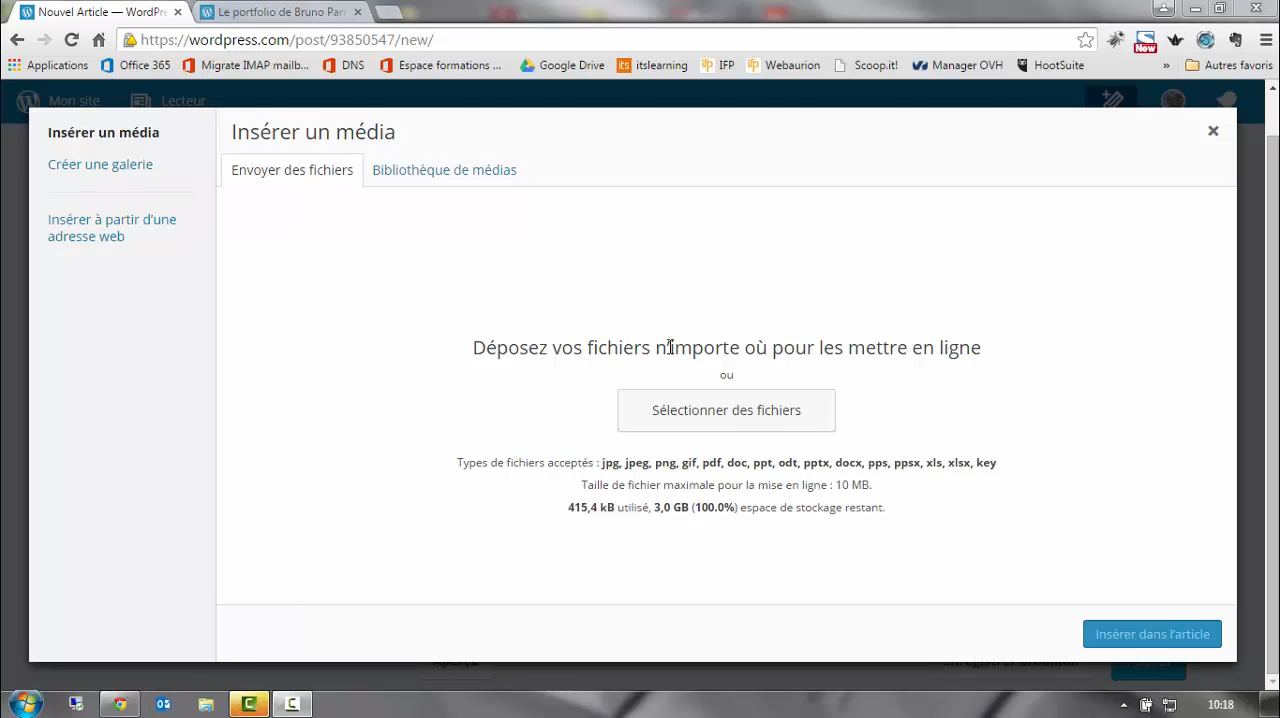 Nouvel Article — WordPr
Le portfolio de Bruno Par
https://wordpress.com/post/93850547/new/
New
Applications
Office 365
Migrate IMAP mailb...
DNS
Espace formations ...
Google Drive
its itslearning
IFP
Webaurion
Scoop.it!
Manager OVH
HootSuite
»
Autres favoris
Mon site
Lecteur
Insérer un média
Créer une galerie
Insérer à partir d’une
adresse web
Insérer un média
Envoyer des fichiers
Bibliothèque de médias
Déposez vos fichiers n'importe où pour les mettre en ligne
ou
Sélectionner des fichiers
Types de fichiers acceptés : jpg, jpeg, png, gif, pdf, doc, ppt, odt, pptx, docx, pps, ppsx, xls, xlsx, key
Taille de fichier maximale pour la mise en ligne : 10 MB.
415,4 kB utilisé, 3,0 GB (100.0%) espace de stockage restant.
Insérer dans l’article
10:18